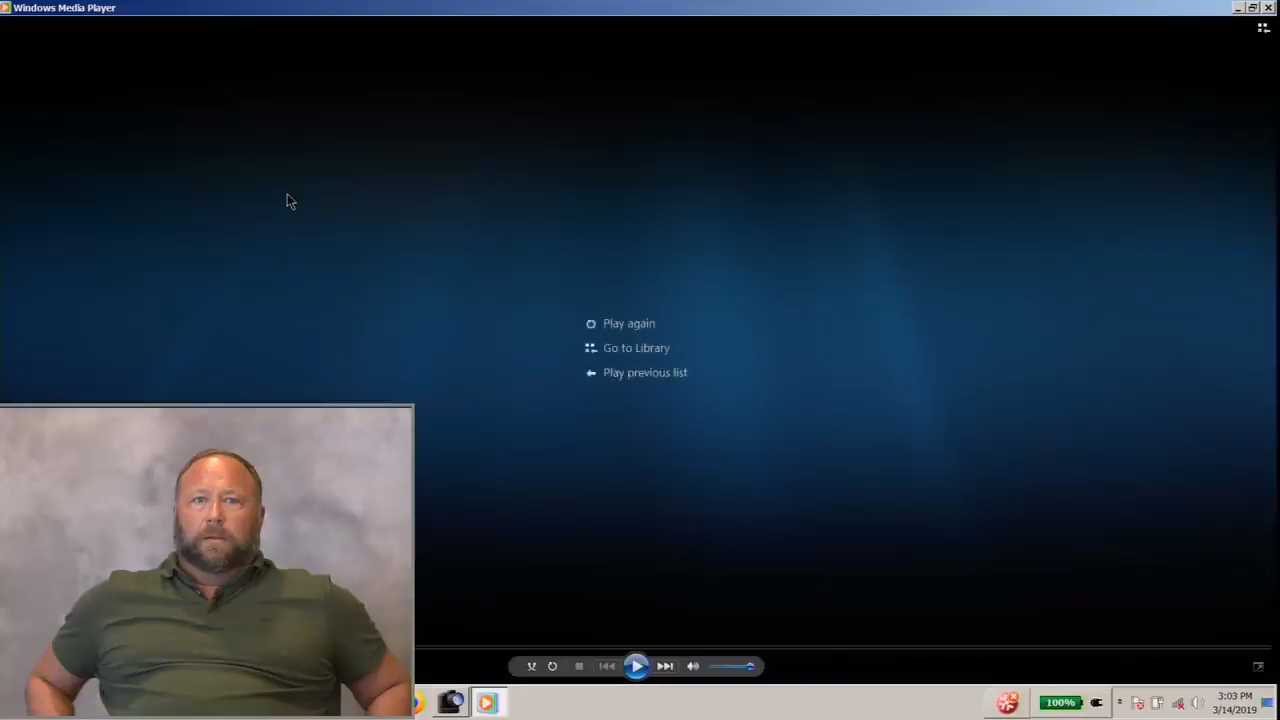 Windows Media Player
Play again
Go to Library
Play previous list
100%
3:03 PM
3/14/2019